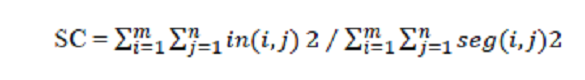 SC = ∑_{i=1}^{m} ∑_{j=1}^{n} in(i,j) 2 / ∑_{i=1}^{m} ∑_{j=1}^{n} seg(i,j)2